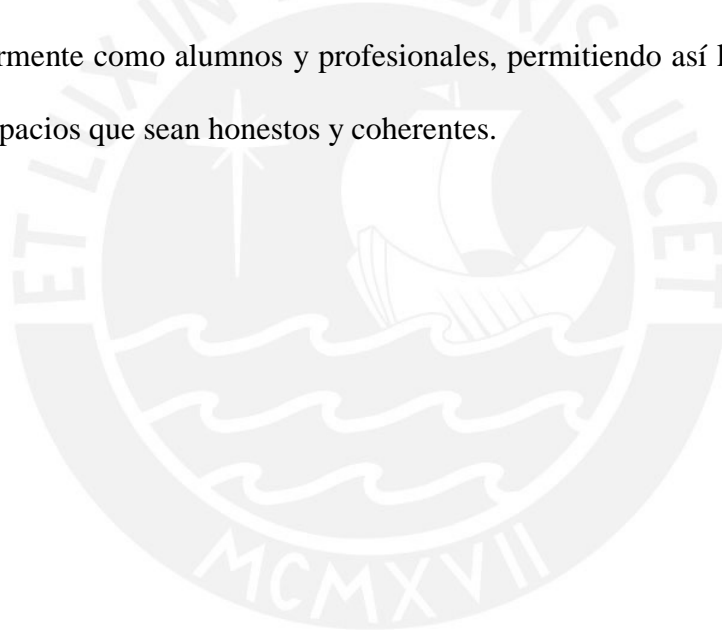 rmente como alumnos y profesionales, permitiendo así l
pacios que sean honestos y coherentes.
ET LUX IN TENEBRIS LUCET
MCMXVII